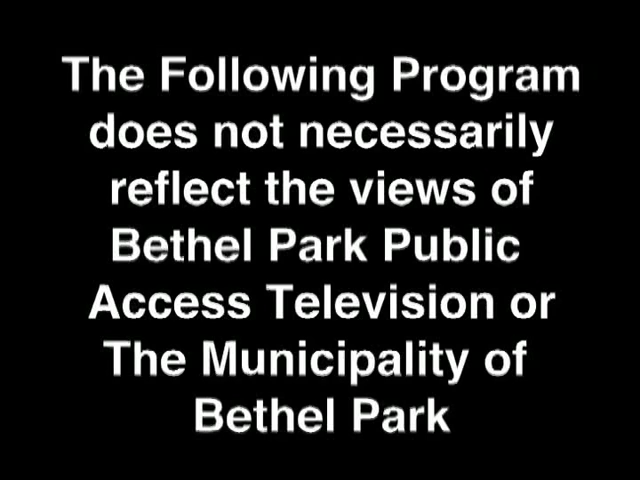 The Following Program
does not necessarily
reflect the views of
Bethel Park Public
Access Television or
The Municipality of
Bethel Park